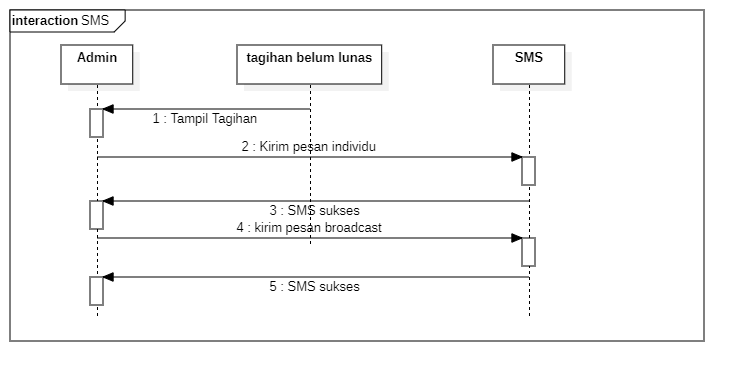 interaction SMS
Admin
tagihan belum lunas
SMS
1 : Tampil Tagihan
2 : Kirim pesan individu
3 : SMS sukses
4 : kirim pesan broadcast
5 : SMS sukses